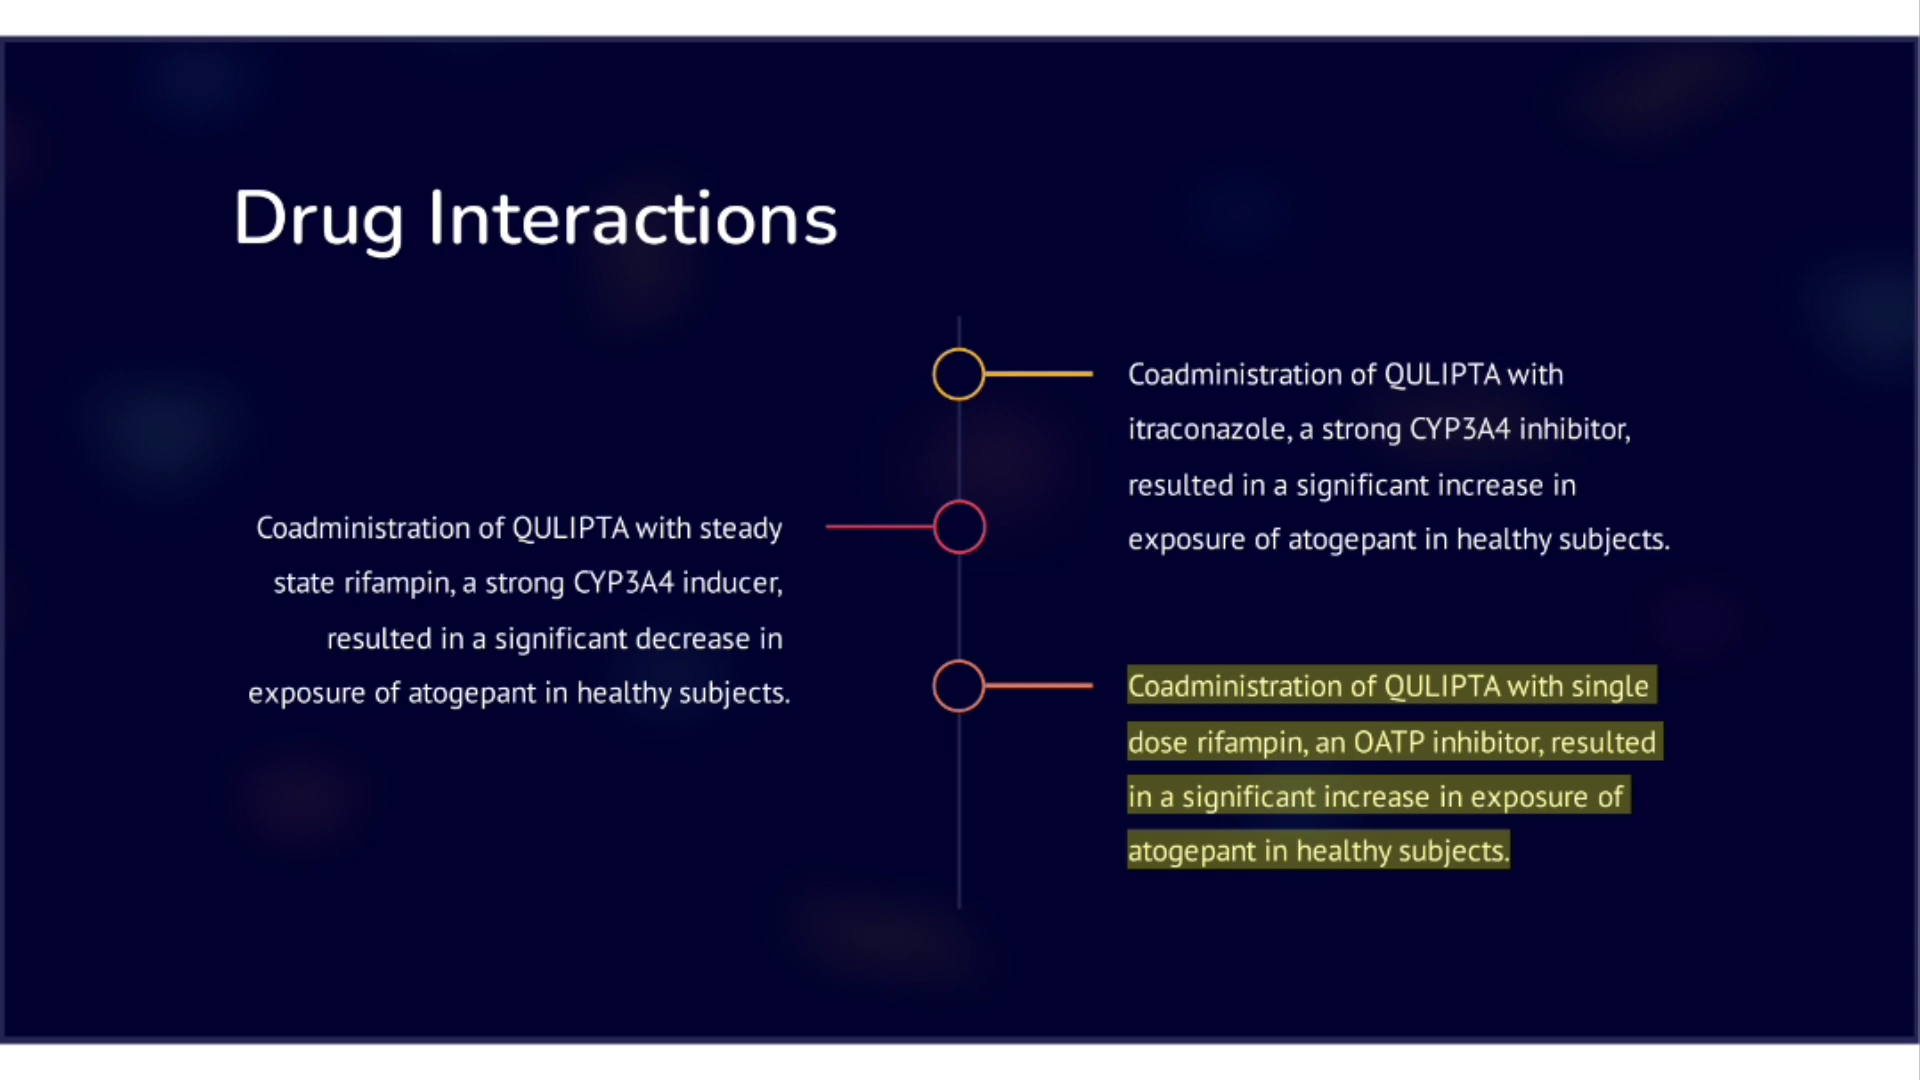 Drug Interactions
Coadministration of QULIPTA with
itraconazole, a strong CYP3A4 inhibitor,
resulted in a significant increase in
exposure of atogepant in healthy subjects.
Coadministration of QULIPTA with steady
state rifampin, a strong CYP3A4 inducer,
resulted in a significant decrease in
exposure of atogepant in healthy subjects.
Coadministration of QULIPTA with single
dose rifampin, an OATP inhibitor, resulted
in a significant increase in exposure of
atogepant in healthy subjects.